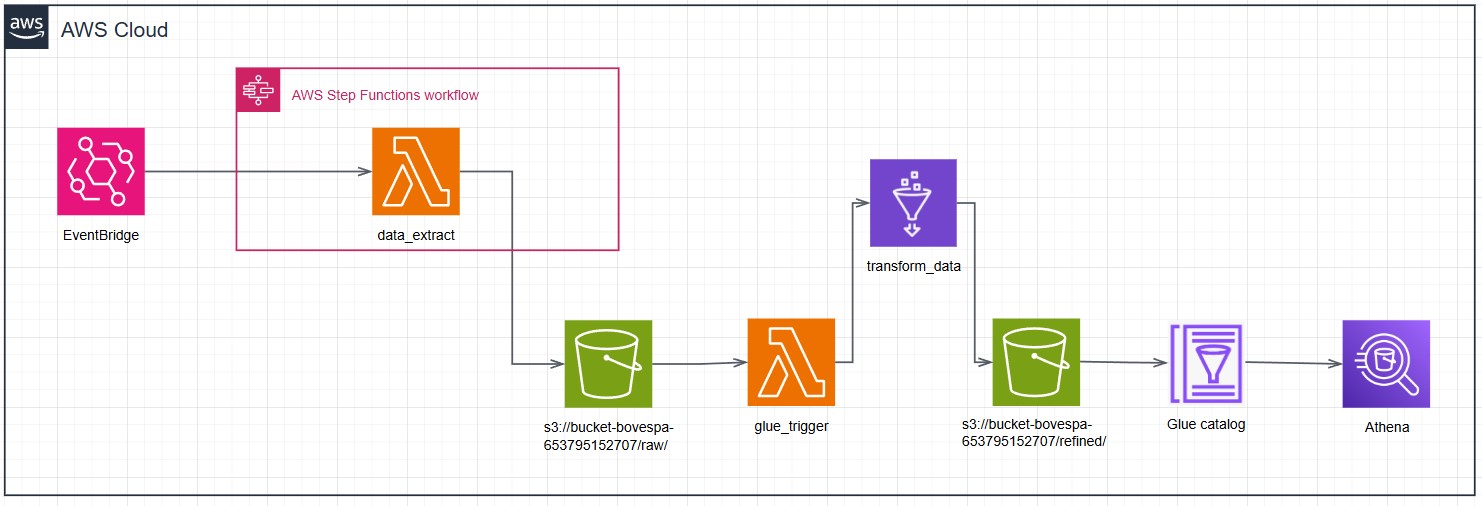 aws
AWS Cloud
AWS Step Functions workflow
EventBridge
data_extract
transform_data
s3://bucket-bovespa-
653795152707/raw/
glue_trigger
s3://bucket-bovespa-
653795152707/refined/
Glue catalog
Athena